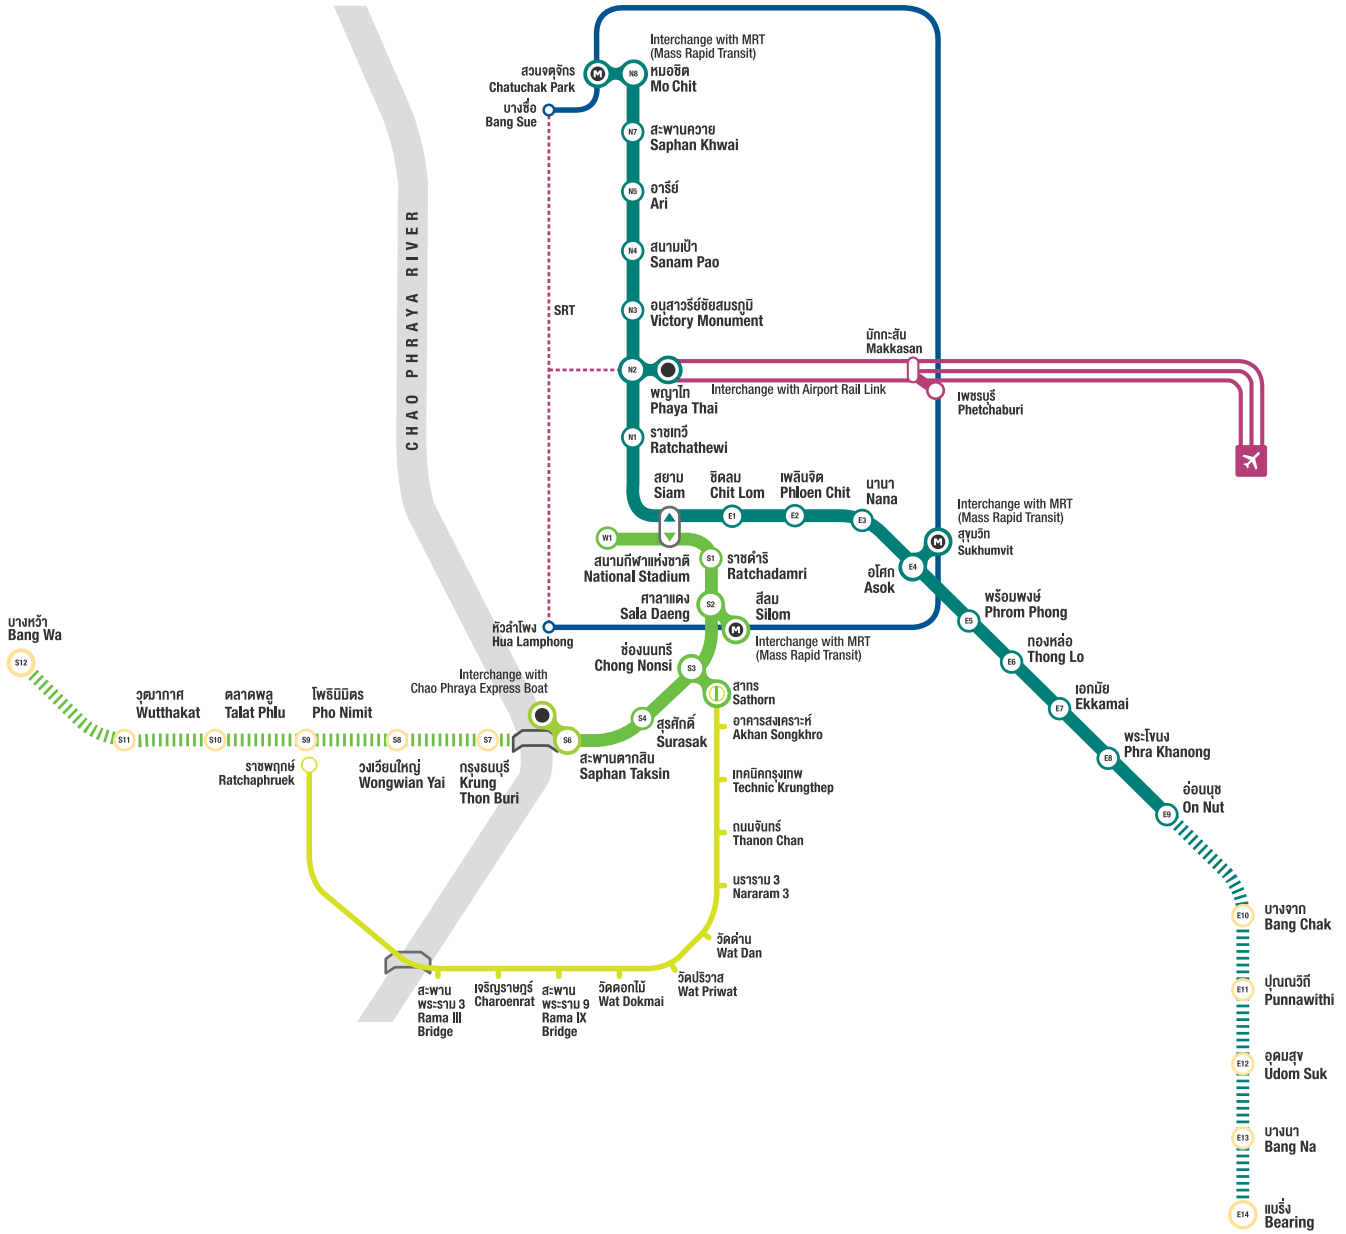 Interchange with MRT
(Mass Rapid Transit)
สวนจตุจักร
Chatuchak Park
M
N8
หมอชิต
Mo Chit
บางซื่อ
Bang Sue
N7
สะพานควาย
Saphan Khwai
N5
อารีย์
Ari
N4
สนามเป้า
Sanam Pao
N3
อนุสาวรีย์ชัยสมรภูมิ
Victory Monument
CHAO PHRAYA RIVER
SRT
มักกะสัน
Makkasan
N2
พญาไท
Phaya Thai
Interchange with Airport Rail Link
เพชรบุรี
Phetchaburi
N1
ราชเทวี
Ratchathewi
สยาม
Siam
ชิดลม
Chit Lom
เพลินจิต
Phloen Chit
นานา
Nana
E1
E2
E3
Interchange with MRT
(Mass Rapid Transit)
M
สุขุมวิท
Sukhumvit
W1
สนามกีฬาแห่งชาติ
National Stadium
S1
ราชดำริ
Ratchadamri
อโศก
Asok
E4
ศาลาแดง
Sala Daeng
S2
สีลม
Silom
M
Interchange with MRT
(Mass Rapid Transit)
พร้อมพงษ์
Phrom Phong
E5
หัวลำโพง
Hua Lamphong
ทองหล่อ
Thong Lo
E6
บางหว้า
Bang Wa
S12
ช่องนนทรี
Chong Nonsi
S3
Interchange with
Chao Phraya Express Boat
สาทร
Sathorn
เอกมัย
Ekkamai
E7
วุฒากาศ
Wutthakat
ตลาดพลู
Talat Phlu
โพธินิมิตร
Pho Nimit
S4
สุรศักดิ์
Surasak
อาคารสงเคราะห์
Akhan Songkhro
พระโขนง
Phra Khanong
E8
S11
S10
S9
S8
S7
S6
ราชพฤกษ์
Ratchaphruek
วงเวียนใหญ่
Wongwian Yai
กรุงธนบุรี
Krung
Thon Buri
สะพานตากสิน
Saphan Taksin
เทคนิคกรุงเทพ
Technic Krungthep
อ่อนนุช
On Nut
E9
ถนนจันทร์
Thanon Chan
นราราม 3
Nararam 3
E10
บางจาก
Bang Chak
วัดด่าน
Wat Dan
วัดปริวาส
Wat Priwat
สะพาน
พระราม 3
Rama III
Bridge
เจริญราษฎร์
Charoenrat
สะพาน
พระราม 9
Rama IX
Bridge
วัดดอกไม้
Wat Dokmai
E11
ปุณณวิถี
Punnawithi
E12
อุดมสุข
Udom Suk
E13
บางนา
Bang Na
E14
แบริ่ง
Bearing